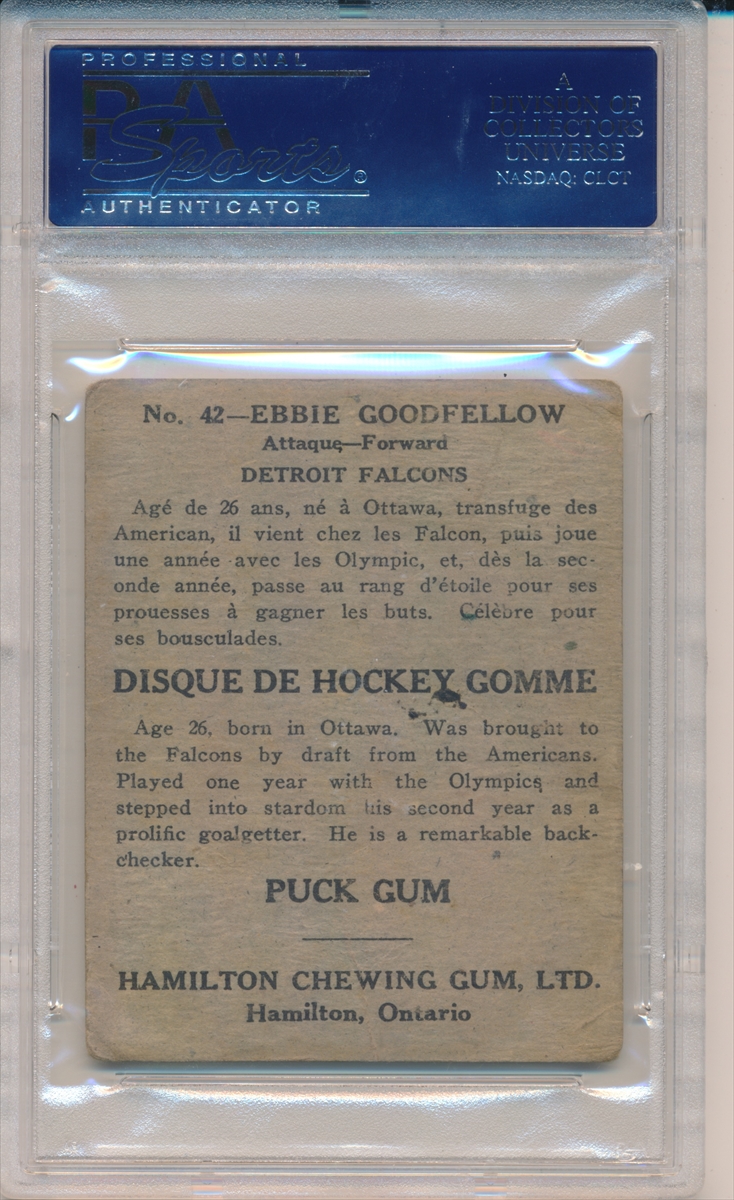 PROFESSIONAL
PSA
Sports®
AUTHENTICATOR
A
DIVISION OF
COLLECTORS
UNIVERSE
NASDAQ: CLCT
No. 42—EBBIE GOODFELLOW
Attaque—Forward
DETROIT FALCONS
Agé de 26 ans, né à Ottawa, transfuge des
American, il vient chez les Falcon, puis joue
une année avec les Olympic, et, dès la sec-
onde année, passe au rang d'étoile pour ses
prouesses à gagner les buts. Célèbre pour
ses bousculades.
DISQUE DE HOCKEY GOMME
Age 26, born in Ottawa. Was brought to
the Falcons by draft from the Americans.
Played one year with the Olympics and
stepped into stardom his second year as a
prolific goalgetter. He is a remarkable back-
checker.
PUCK GUM
HAMILTON CHEWING GUM, LTD.
Hamilton, Ontario